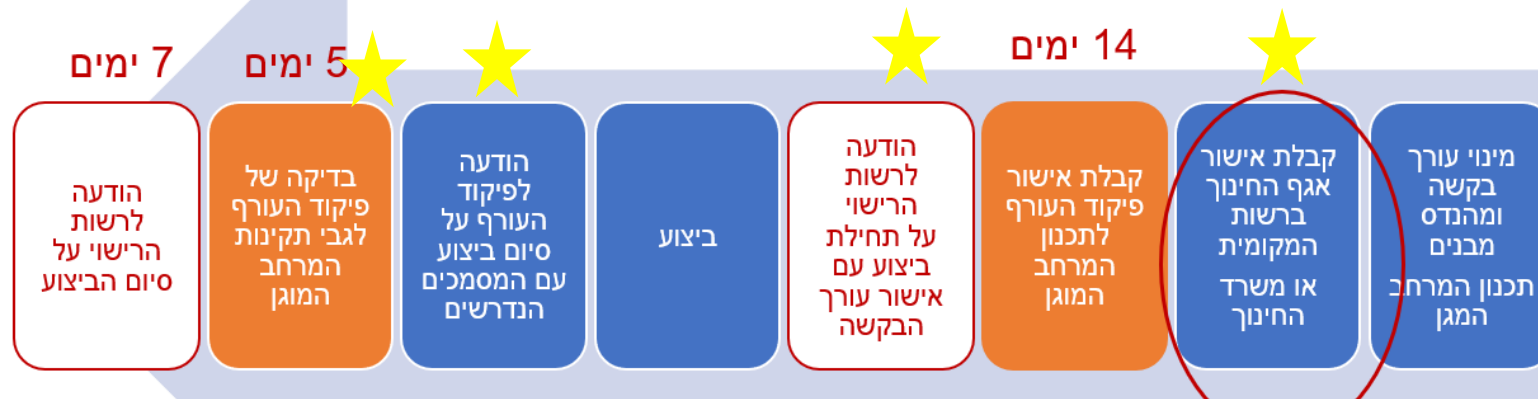 מינוי עורך
בקשה
ומהנדס
מבנים
תכנון המרחב
המגן
קבלת אישור
אגף החינוך
ברשות
המקומית
או משרד
החינוך
14 ימים
קבלת אישור
פיקוד העורף
לתכנון
המרחב
המוגן
הודעה
לרשות
הרישוי
על תחילת
ביצוע עם
אישור עורך
הבקשה
ביצוע
הודעה
לפיקוד
העורף על
סיום ביצוע
עם המסמכים
הנדרשים
5 ימים
בדיקה של
פיקוד העורף
לגבי תקינות
המרחב
המוגן
7 ימים
הודעה
לרשות
הרישוי על
סיום הביצוע